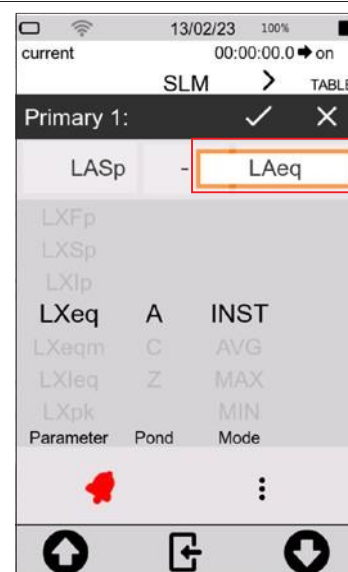 13/02/23 100%
current 00:00:00.0 on
SLM > TABLE
Primary 1:
LASp - LAeq
LXFp
LXSp
LXIp
LXeq A INST
LXeqm C AVG
LXleq Z MAX
LXpk MIN
Parameter Pond Mode